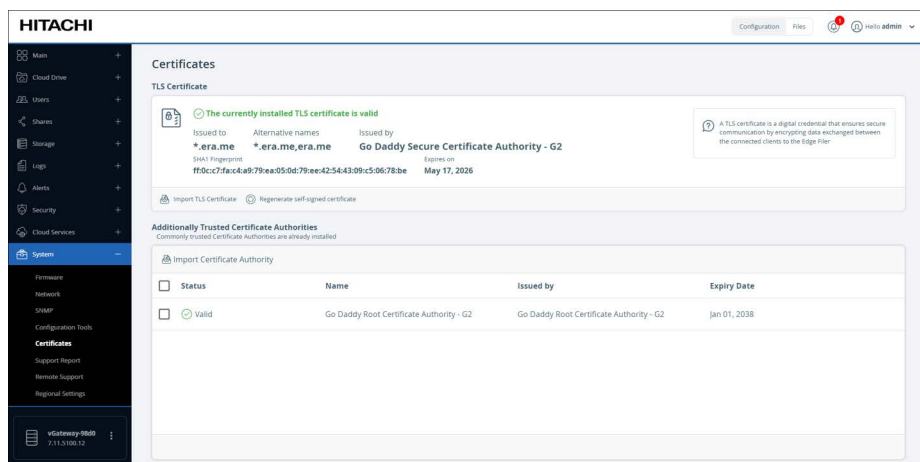 HITACHI
Configuration Files
1
Hello admin
Main
Cloud Drive
Users
Shares
Storage
Logs
Alerts
Security
Cloud Services
System
Firmware
Network
SNMP
Configuration Tools
Certificates
Support Report
Remote Support
Regional Settings
vGateway-98d0
7.11.5100.12
Certificates
TLS Certificate
The currently installed TLS certificate is valid
Issued to Alternative names Issued by
*.era.me *.era.me,era.me Go Daddy Secure Certificate Authority - G2
SHA1 Fingerprint Expires on
ff:0c:c7:fa:c4:a9:79:ea:05:0d:79:ee:42:54:43:09:c5:06:78:be May 17, 2026
A TLS certificate is a digital credential that ensures secure
communication by encrypting data exchanged between
the connected clients to the Edge Filer
Import TLS Certificate Regenerate self-signed certificate
Additionally Trusted Certificate Authorities
Commonly trusted Certificate Authorities are already installed
Import Certificate Authority
Status Name Issued by Expiry Date
Valid Go Daddy Root Certificate Authority - G2 Go Daddy Root Certificate Authority - G2 Jan 01, 2038